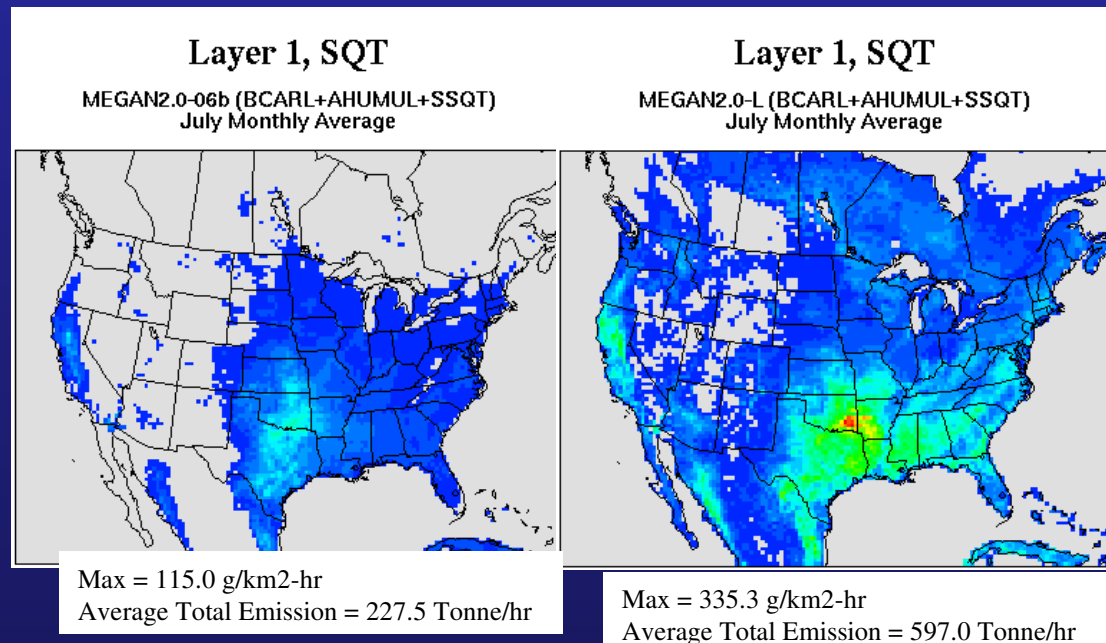 Layer 1, SQT
MEGAN2.0-06b (BCARL+AHUMUL+SSQT)
July Monthly Average
Max = 115.0 g/km2-hr
Average Total Emission = 227.5 Tonne/hr
Layer 1, SQT
MEGAN2.0-L (BCARL+AHUMUL+SSQT)
July Monthly Average
Max = 335.3 g/km2-hr
Average Total Emission = 597.0 Tonne/hr